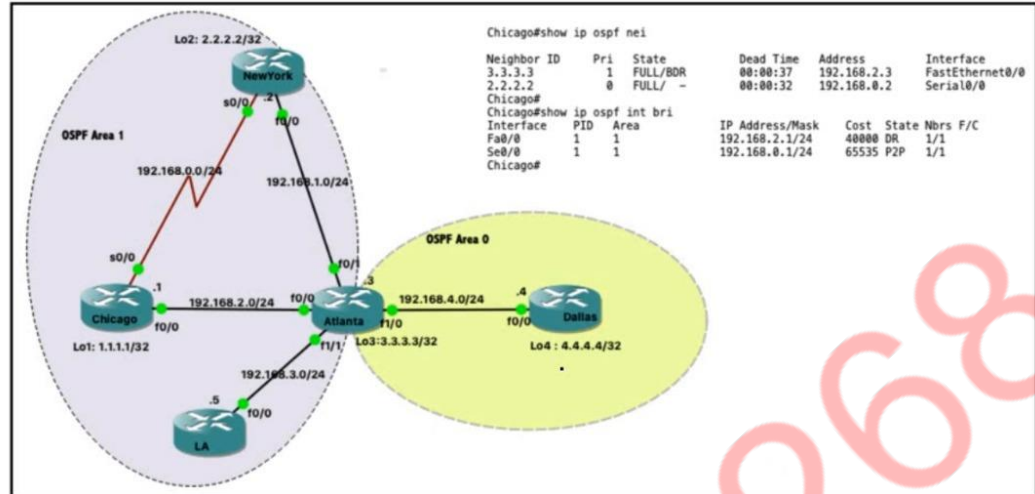 Lo2: 2.2.2.2/32
NewYork
.2
s0/0
f0/0
OSPF Area 1
192.168.0.0/24
192.168.1.0/24
s0/0
f0/1
.1
.3
Chicago
192.168.2.0/24
f0/0
f0/0
Atlanta
Lo1: 1.1.1.1/32
Lo3:3.3.3.3/32
f1/1
192.168.3.0/24
.5
f0/0
LA
OSPF Area 0
192.168.4.0/24
f1/0
.4
f0/0
Dallas
Lo4 : 4.4.4.4/32
Chicago#show ip ospf nei
Neighbor ID Pri State Dead Time Address Interface
3.3.3.3 1 FULL/BDR 00:00:37 192.168.2.3 FastEthernet0/0
2.2.2.2 0 FULL/ - 00:00:32 192.168.0.2 Serial0/0
Chicago#
Chicago#show ip ospf int bri
Interface PID Area IP Address/Mask Cost State Nbrs F/C
Fa0/0 1 1 192.168.2.1/24 40000 DR 1/1
Se0/0 1 1 192.168.0.1/24 65535 P2P 1/1
Chicago#